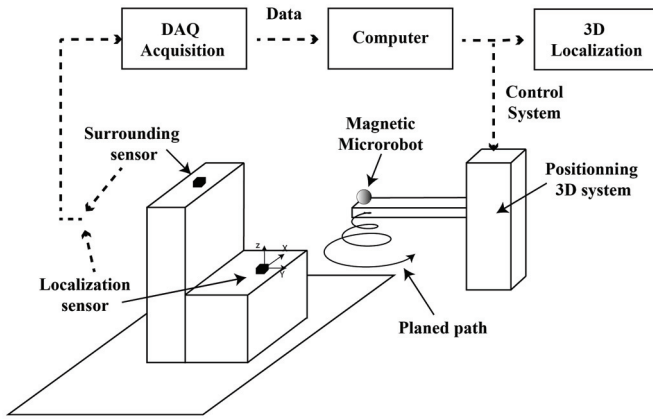 DAQ
Acquisition
Data
Computer
3D
Localization
Control
System
Surrounding
sensor
Magnetic
Microrobot
Positionning
3D system
Localization
sensor
z
X
Y
Planed path